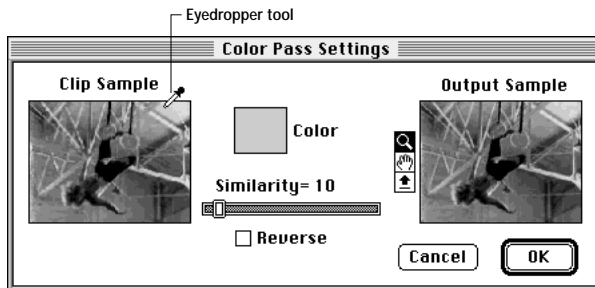 Eyedropper tool
Color Pass Settings
Clip Sample
Output Sample
Color
Similarity= 10
Reverse
Cancel
OK